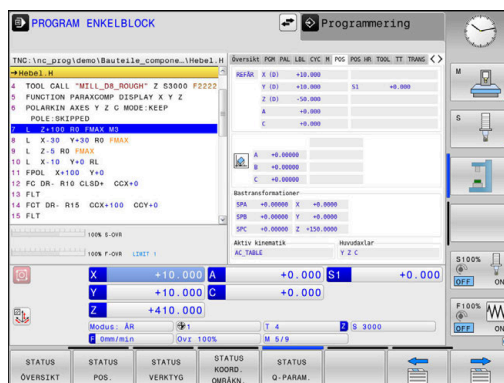 PROGRAM ENKELBLOCK
Programmering
TNC:\nc_prog\demo\Bauteile_compone…\Hebel.H
→Hebel.H
4 TOOL CALL "MILL_D8_ROUGH" Z S3000 F2222
5 FUNCTION PARAXCOMP DISPLAY X Y Z
6 POLARKIN AXES Y Z C MODE:KEEP
POLE:SKIPPED
7 L Z+100 R0 FMAX M3
8 L X-30 Y+30 R0 FMAX
9 L Z-5 R0 FMAX
10 L X-10 Y+0 RL
11 FPOL X+100 Y+0
12 FC DR- R10 CLSD+ CCX+0
13 FLT
14 FCT DR- R15 CCX+100 CCY+0
15 FLT
100% S-OVR
100% F-OVR LIMIT 1
Översikt PGM PAL LBL CYC M POS POS HR TOOL TT TRANS
REFÄR X (D) +10.000
Y (D) +10.000 S1 +0.000
Z (D) -50.000
A +0.000
C +0.000
A +0.00000
B +0.00000
C +0.00000
Bastransformationer
SPA +0.00000 X +0.0000
SPB +0.00000 Y +0.0000
SPC +0.00000 Z +150.0000
Aktiv kinematik Huvudaxlar
AC_TABLE Y Z C
X +10.000 A +0.000 S1 +0.000
Y +10.000 C +0.000
Z +410.000
Modus: ÄR 1 T 4 Z S 3000
F 0mm/min Ovr 100% M 5/9
M
S
S100%
OFF ON
F100%
OFF ON
STATUS ÖVERSIKT
STATUS POS.
STATUS VERKTYG
STATUS KOORD. OMRÄKN.
STATUS Q-PARAM.